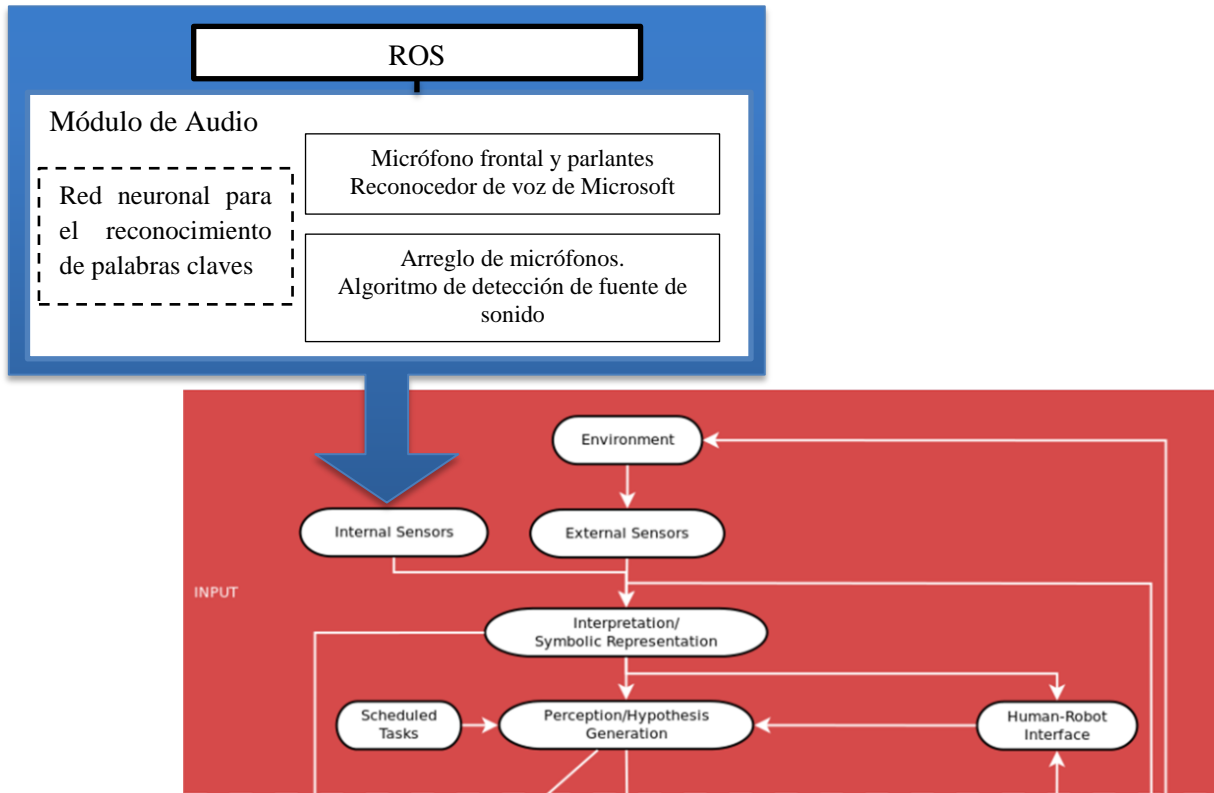 ROS
Módulo de Audio
Red neuronal para
el reconocimiento
de palabras claves
Micrófono frontal y parlantes
Reconocedor de voz de Microsoft
Arreglo de micrófonos.
Algoritmo de detección de fuente de
sonido
Environment
Internal Sensors
External Sensors
INPUT
Interpretation/
Symbolic Representation
Scheduled
Tasks
Perception/Hypothesis
Generation
Human-Robot
Interface